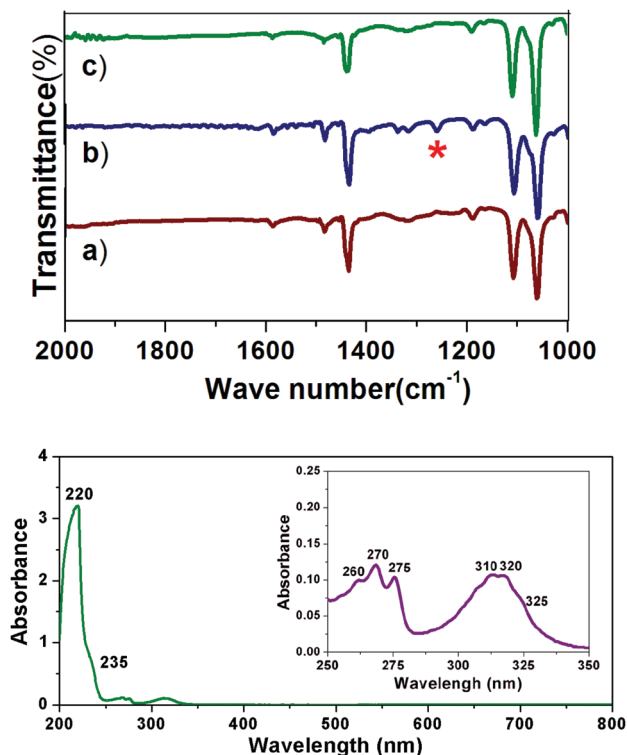 Transmittance(%)
c)
b)
*
a)
2000 1800 1600 1400 1200 1000
Wave number(cm-1)
Absorbance
4
3
2
1
0
220
235
200 300 400 500 600 700 800
Wavelength (nm)
Absorbance
0.25
0.20
0.15
0.10
0.05
0.00
260
270
275
310 320
325
250 275 300 325 350
Wavelengh (nm)